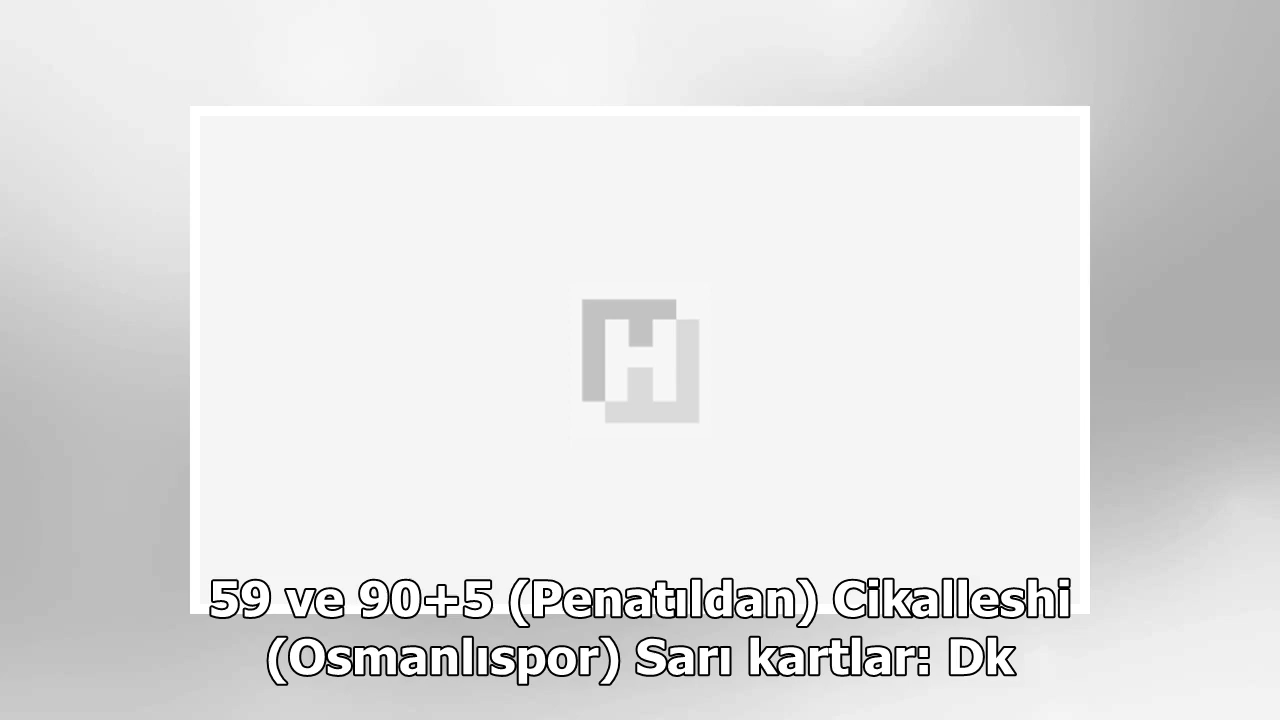 H
59 ve 90+5 (Penatıldan) Cikalleshi
(Osmanlıspor) Sarı kartlar: Dk